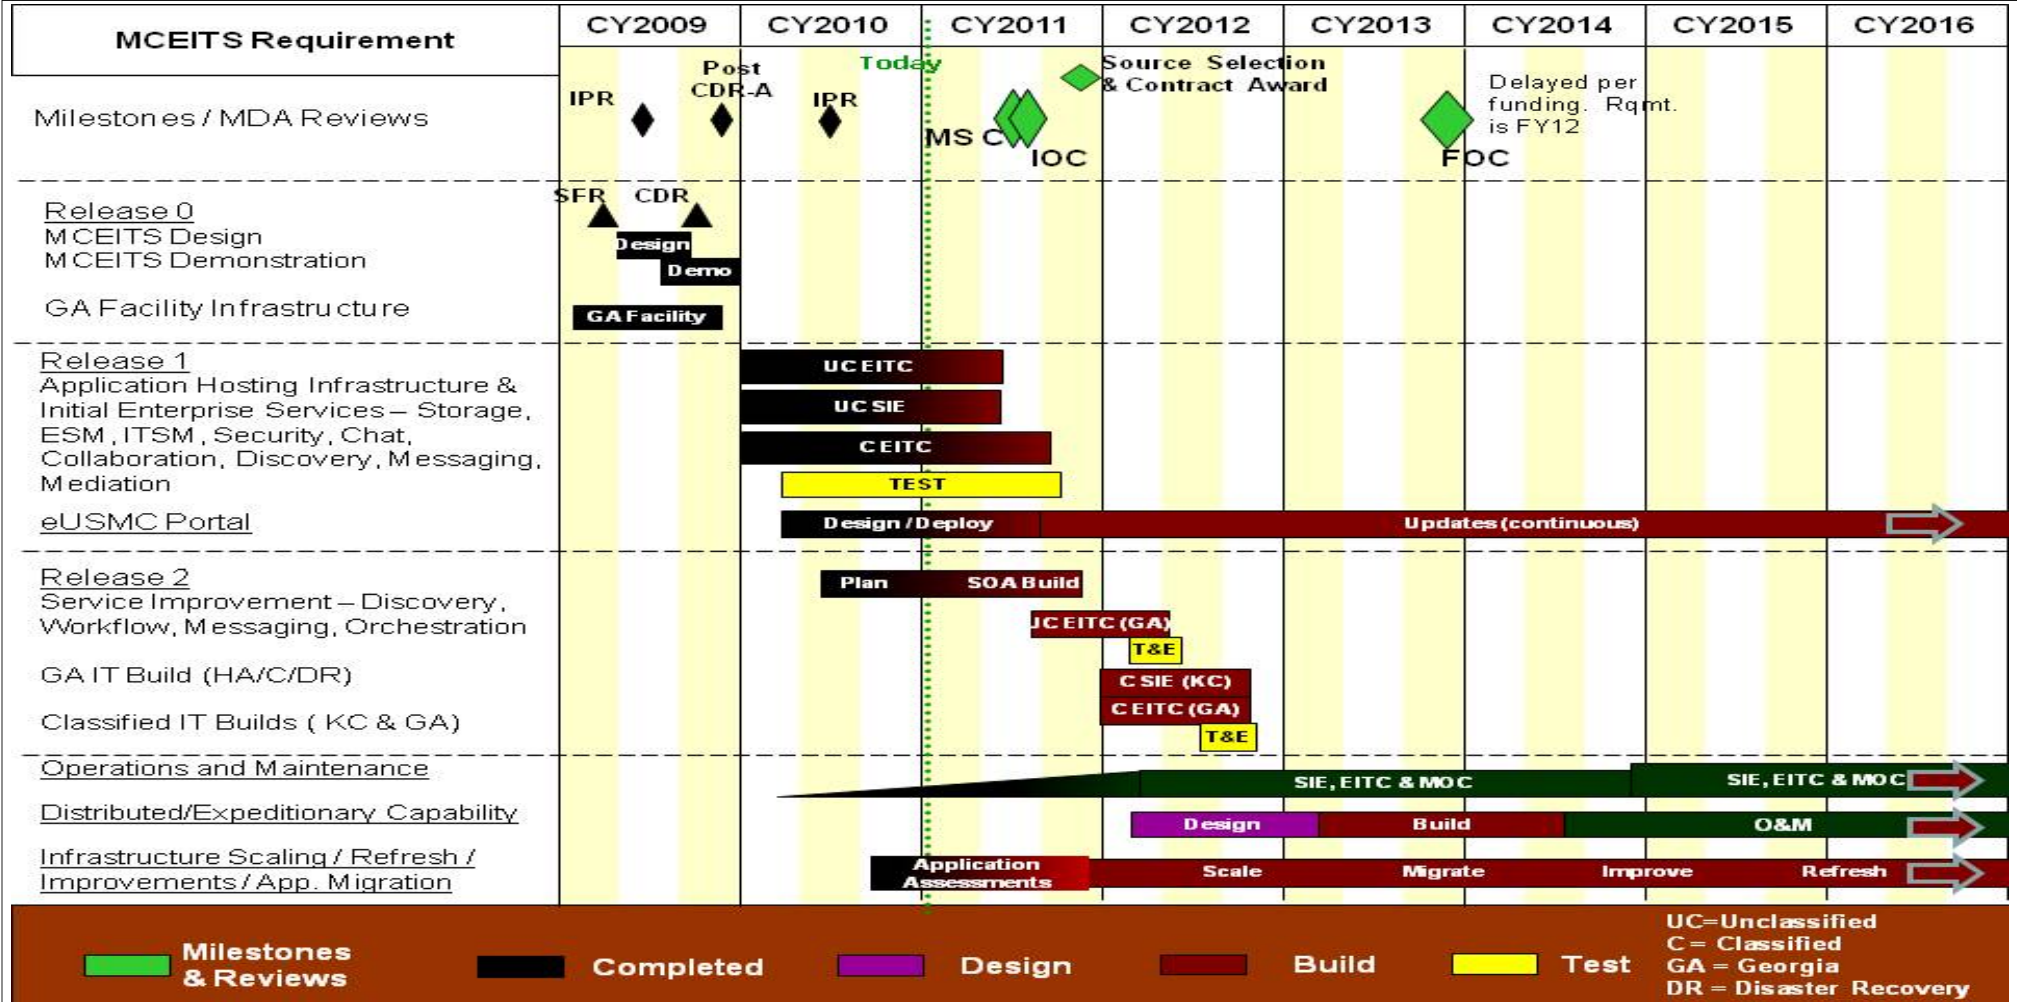 MCEITS Requirement
CY2009 CY2010 CY2011 CY2012 CY2013 CY2014 CY2015 CY2016
Today
Milestones / MDA Reviews
IPR
Post
CDR-A
IPR
MS C
IOC
Source Selection
& Contract Award
FOC
Delayed per
funding. Rqmt.
is FY12
SFR CDR
Release 0
MCEITS Design
MCEITS Demonstration
Design
Demo
GA Facility Infrastructure
GA Facility
Release 1
Application Hosting Infrastructure &
Initial Enterprise Services – Storage,
ESM, ITSM, Security, Chat,
Collaboration, Discovery, Messaging,
Mediation
UC EITC
UC SIE
C EITC
TEST
eUSMC Portal
Design / Deploy
Updates (continuous)
Release 2
Service Improvement – Discovery,
Workflow, Messaging, Orchestration
Plan
SOA Build
UC EITC (GA)
T&E
GA IT Build (HA/C/DR)
C SIE (KC)
Classified IT Builds ( KC & GA)
C EITC (GA)
T&E
Operations and Maintenance
SIE, EITC & MOC
SIE, EITC & MOC
Distributed/Expeditionary Capability
Design
Build
O&M
Infrastructure Scaling / Refresh /
Improvements / App. Migration
Application
Assessments
Scale
Migrate
Improve
Refresh
Milestones
& Reviews
Completed
Design
Build
Test
UC=Unclassified
C = Classified
GA = Georgia
DR = Disaster Recovery